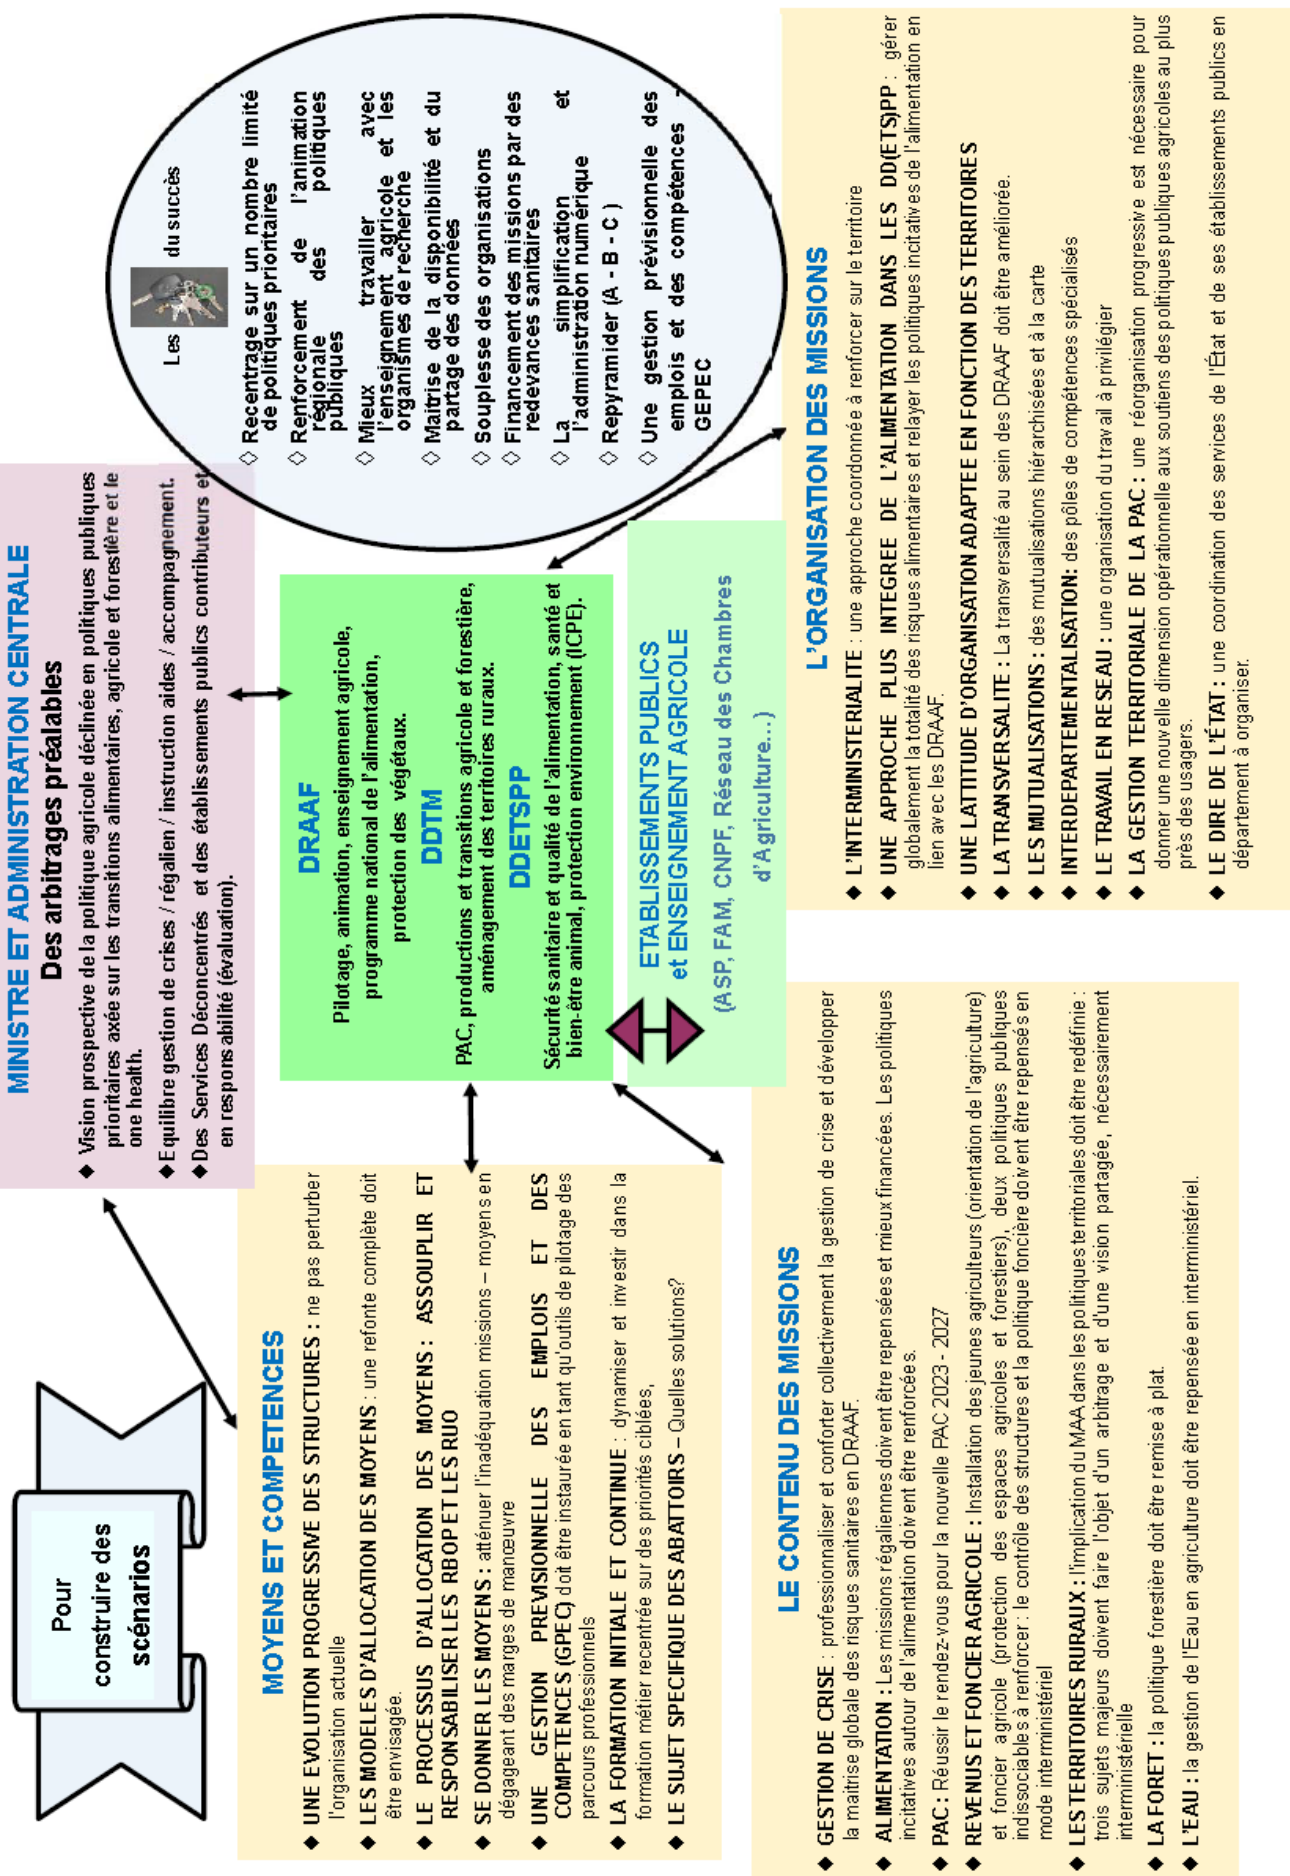 Pour
construire des
scénarios
MINISTRE ET ADMINISTRATION CENTRALE
Des arbitrages préalables
◆ Vision prospective de la politique agricole déclinée en politiques publiques
prioritaires axée sur les transitions alimentaires, agricole et forestière et le
one health.
◆ Equilibre gestion de crises / régalien / instruction aides / accompagnement.
◆ Des Services Déconcentrés et des établissements publics contributeurs et
en responsabilité (évaluation).
Les du succès
◇ Recentrage sur un nombre limité
de politiques prioritaires
◇ Renforcement de l'animation
régionale des politiques
publiques
◇ Mieux travailler avec
l'enseignement agricole et les
organismes de recherche
◇ Maitrise de la disponibilité et du
partage des données
◇ Souplesse des organisations
◇ Financement des missions par des
redevances sanitaires
◇ La simplification et
l'administration numérique
◇ Repyramider (A - B - C )
◇ Une gestion prévisionnelle des
emplois et des compétences -
GEPEC
MOYENS ET COMPETENCES
◆ UNE EVOLUTION PROGRESSIVE DES STRUCTURES : ne pas perturber
l'organisation actuelle
◆ LES MODELES D'ALLOCATION DES MOYENS : une refonte complète doit
être envisagée.
◆ LE PROCESSUS D'ALLOCATION DES MOYENS : ASSOUPLIR ET
RESPONSABILISER LES RBOP ET LES RUO
◆ SE DONNER LES MOYENS : atténuer l'inadéquation missions – moyens en
dégageant des marges de manœuvre
◆ UNE GESTION PREVISIONNELLE DES EMPLOIS ET DES
COMPETENCES (GPEC) doit être instaurée en tant qu'outils de pilotage des
parcours professionnels
◆ LA FORMATION INITIALE ET CONTINUE : dynamiser et investir dans la
formation métier recentrée sur des priorités ciblées,
◆ LE SUJET SPECIFIQUE DES ABATTOIRS – Quelles solutions?
DRAAF
Pilotage, animation, enseignement agricole,
programme national de l'alimentation,
protection des végétaux.
DDTM
PAC, productions et transitions agricole et forestière,
aménagement des territoires ruraux.
DDETSPP
Sécurité sanitaire et qualité de l'alimentation, santé et
bien-être animal, protection environnement (ICPE).
ETABLISSEMENTS PUBLICS
et ENSEIGNEMENT AGRICOLE
(ASP, FAM, CNPF, Réseau des Chambres
d'Agriculture...)
LE CONTENU DES MISSIONS
◆ GESTION DE CRISE : professionnaliser et conforter collectivement la gestion de crise et développer
la maitrise globale des risques sanitaires en DRAAF.
◆ ALIMENTATION : Les missions régaliennes doivent être repensées et mieux financées. Les politiques
incitatives autour de l'alimentation doivent être renforcées.
◆ PAC : Réussir le rendez-vous pour la nouvelle PAC 2023 - 2027
◆ REVENUS ET FONCIER AGRICOLE : Installation des jeunes agriculteurs (orientation de l'agriculture)
et foncier agricole (protection des espaces agricoles et forestiers), deux politiques publiques
indissociables à renforcer : le contrôle des structures et la politique foncière doivent être repensés en
mode interministériel
◆ LES TERRITOIRES RURAUX : l'implication du MAA dans les politiques territoriales doit être redéfinie :
trois sujets majeurs doivent faire l'objet d'un arbitrage et d'une vision partagée, nécessairement
interministérielle
◆ LA FORET : la politique forestière doit être remise à plat.
◆ L'EAU : la gestion de l'Eau en agriculture doit être repensée en interministériel.
L'ORGANISATION DES MISSIONS
◆ L'INTERMINISTERIALITE : une approche coordonnée à renforcer sur le territoire
◆ UNE APPROCHE PLUS INTEGREE DE L'ALIMENTATION DANS LES DD(ETS)PP : gérer
globalement la totalité des risques alimentaires et relayer les politiques incitatives de l'alimentation en
lien avec les DRAAF.
◆ UNE LATTITUDE D'ORGANISATION ADAPTEE EN FONCTION DES TERRITOIRES
◆ LA TRANSVERSALITE : La transversalité au sein des DRAAF doit être améliorée.
◆ LES MUTUALISATIONS : des mutualisations hiérarchisées et à la carte
◆ INTERDEPARTEMENTALISATION: des pôles de compétences spécialisés
◆ LE TRAVAIL EN RESEAU : une organisation du travail à privilégier
◆ LA GESTION TERRITORIALE DE LA PAC : une réorganisation progressive est nécessaire pour
donner une nouvelle dimension opérationnelle aux soutiens des politiques publiques agricoles au plus
près des usagers.
◆ LE DIRE DE L'ÉTAT : une coordination des services de l'État et de ses établissements publics en
département à organiser.